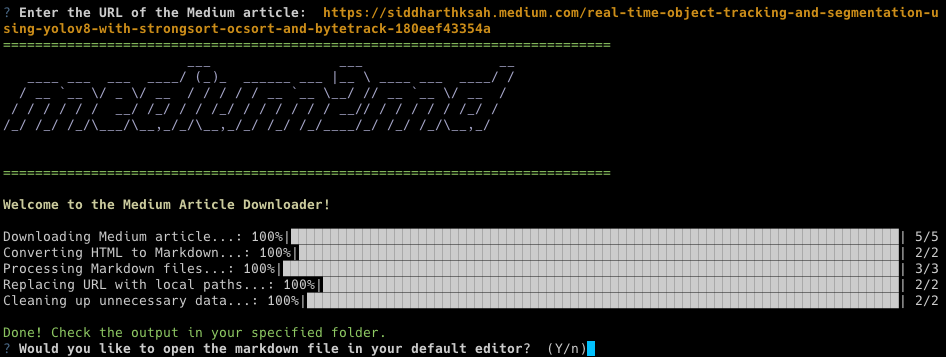 ? Enter the URL of the Medium article:  https://siddharthksah.medium.com/real-time-object-tracking-and-segmentation-u
sing-yolov8-with-strongsort-ocsort-and-bytetrack-180eef43354a
=============================================================================
medium2md
=============================================================================
Welcome to the Medium Article Downloader!
Downloading Medium article...: 100%| | 5/5
Converting HTML to Markdown...: 100%| | 2/2
Processing Markdown files...: 100%| | 3/3
Replacing URL with local paths...: 100%| | 2/2
Cleaning up unnecessary data...: 100%| | 2/2
Done! Check the output in your specified folder.
? Would you like to open the markdown file in your default editor?  (Y/n)